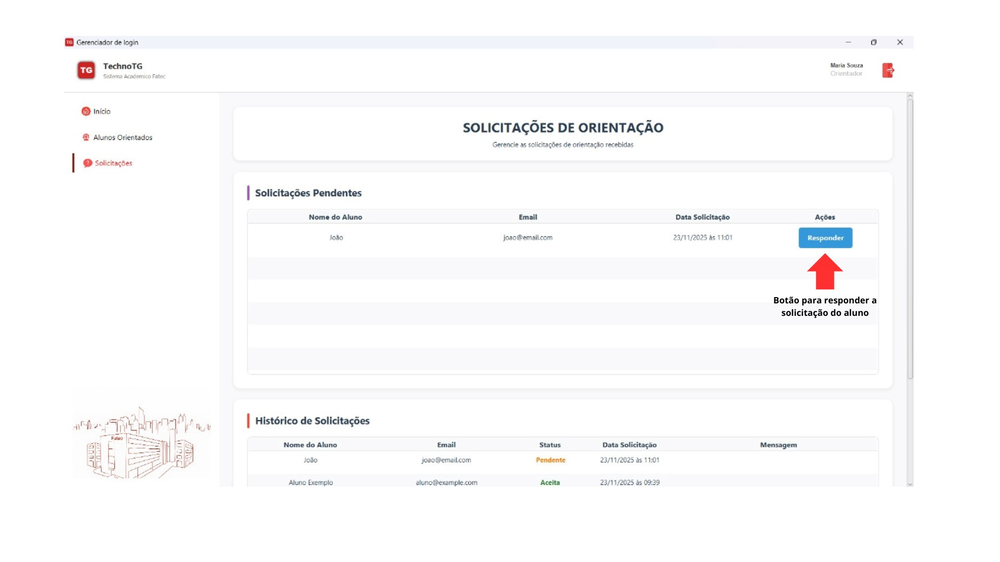 TG Gerenciador de login
TG
TechnoTG
Sistema Academico Fatec
Maria Souza
Orientador
Início
Alunos Orientados
Solicitações
SOLICITAÇÕES DE ORIENTAÇÃO
Gerencie as solicitações de orientação recebidas
Solicitações Pendentes
Nome do Aluno Email Data Solicitação Ações
João joao@email.com 23/11/2025 às 11:01 Responder
Botão para responder a
solicitação do aluno
Histórico de Solicitações
Nome do Aluno Email Status Data Solicitação Mensagem
João joao@email.com Pendente 23/11/2025 às 11:01
Aluno Exemplo aluno@example.com Aceita 23/11/2025 às 09:39
Fatec